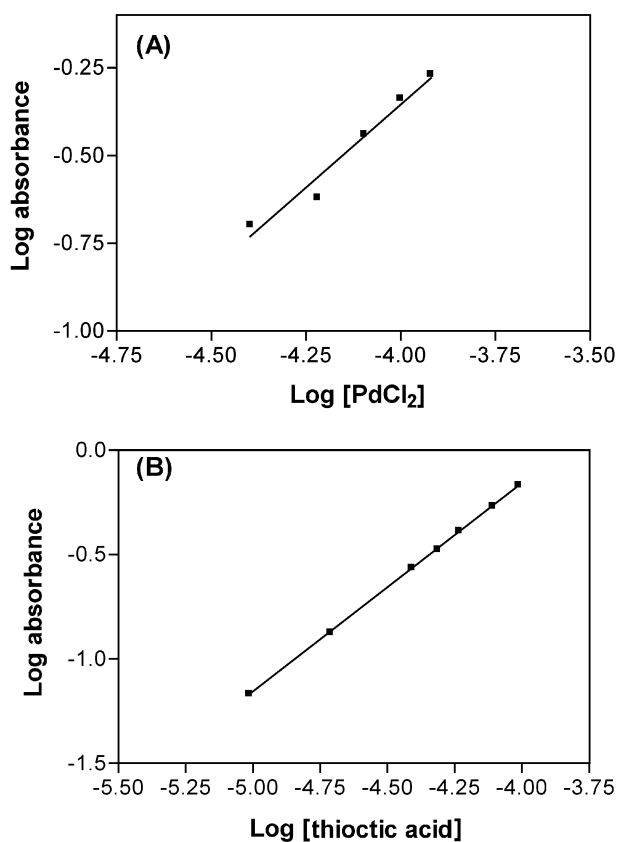 (A)
Log absorbance
-0.25
-0.50
-0.75
-1.00
-4.75 -4.50 -4.25 -4.00 -3.75 -3.50
Log [PdCl₂]
(B)
Log absorbance
0.0
-0.5
-1.0
-1.5
-5.50 -5.25 -5.00 -4.75 -4.50 -4.25 -4.00 -3.75
Log [thioctic acid]